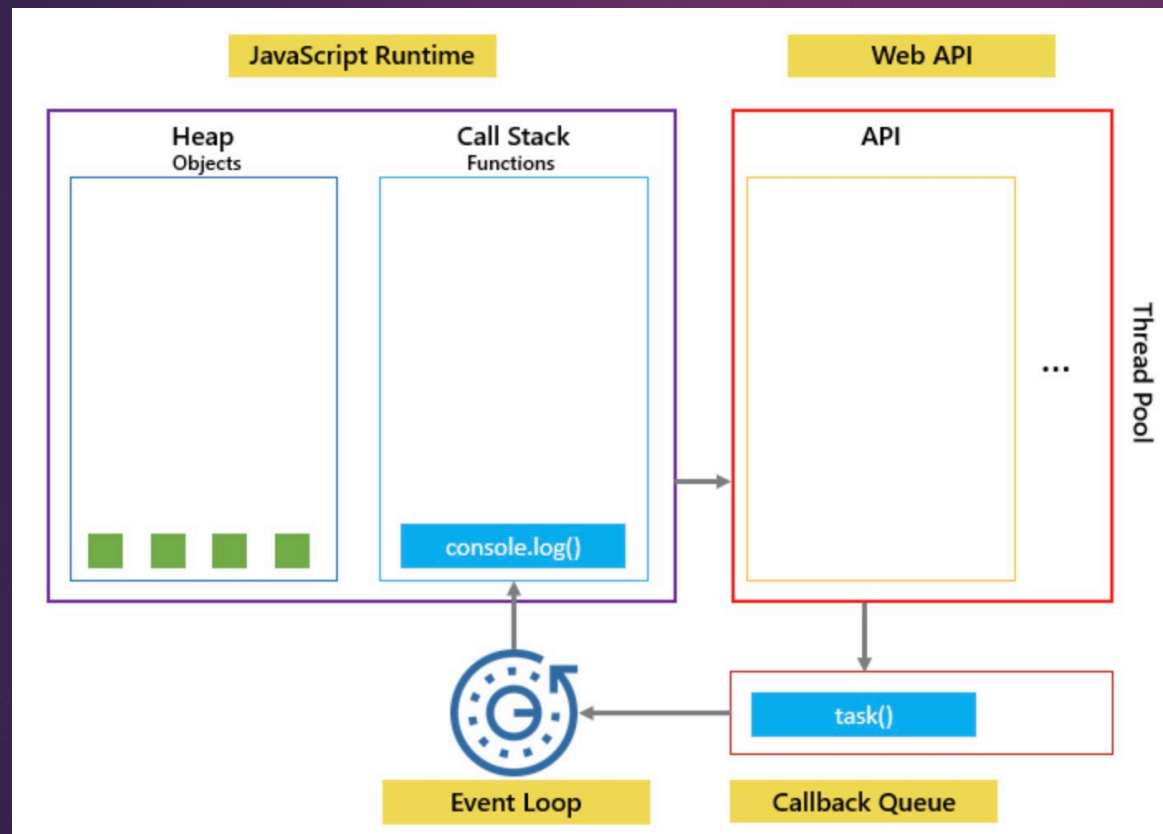 JavaScript Runtime
Web API
Heap
Objects
Call Stack
Functions
API
...
Thread Pool
console.log()
task()
Event Loop
Callback Queue